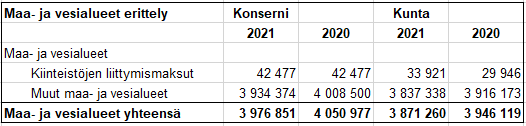 Maa- ja vesialueet erittely Konserni Kunta
2021 2020 2021 2020
Maa- ja vesialueet
Kiinteistöjen liittymismaksut 42 477 42 477 33 921 29 946
Muut maa- ja vesialueet 3 934 374 4 008 500 3 837 338 3 916 173
Maa- ja vesialueet yhteensä 3 976 851 4 050 977 3 871 260 3 946 119